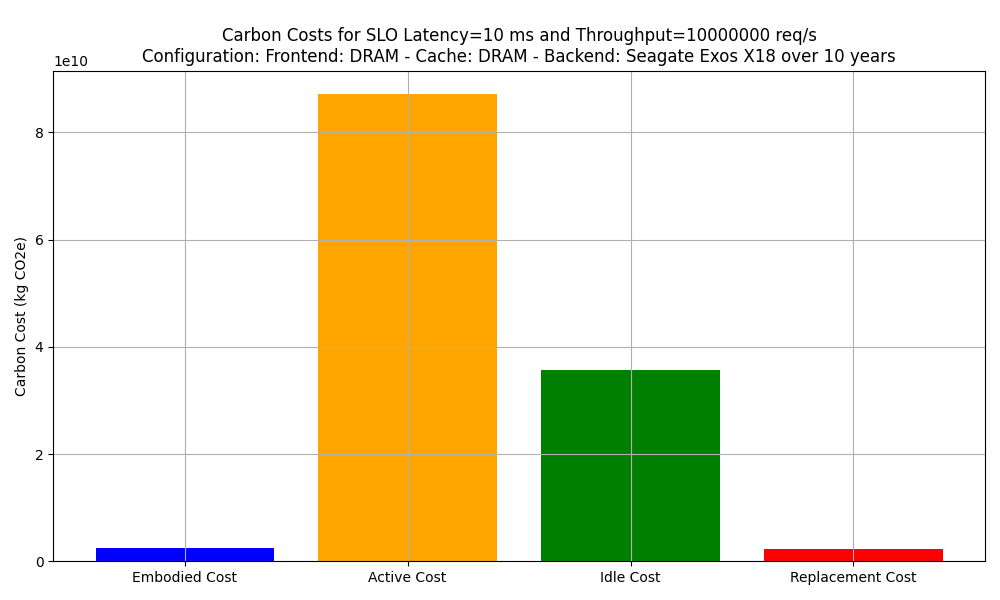 Carbon Costs for SLO Latency=10 ms and Throughput=10000000 req/s
Configuration: Frontend: DRAM - Cache: DRAM - Backend: Seagate Exos X18 over 10 years
1e10
8
6
4
2
0
Carbon Cost (kg CO2e)
Embodied Cost
Active Cost
Idle Cost
Replacement Cost